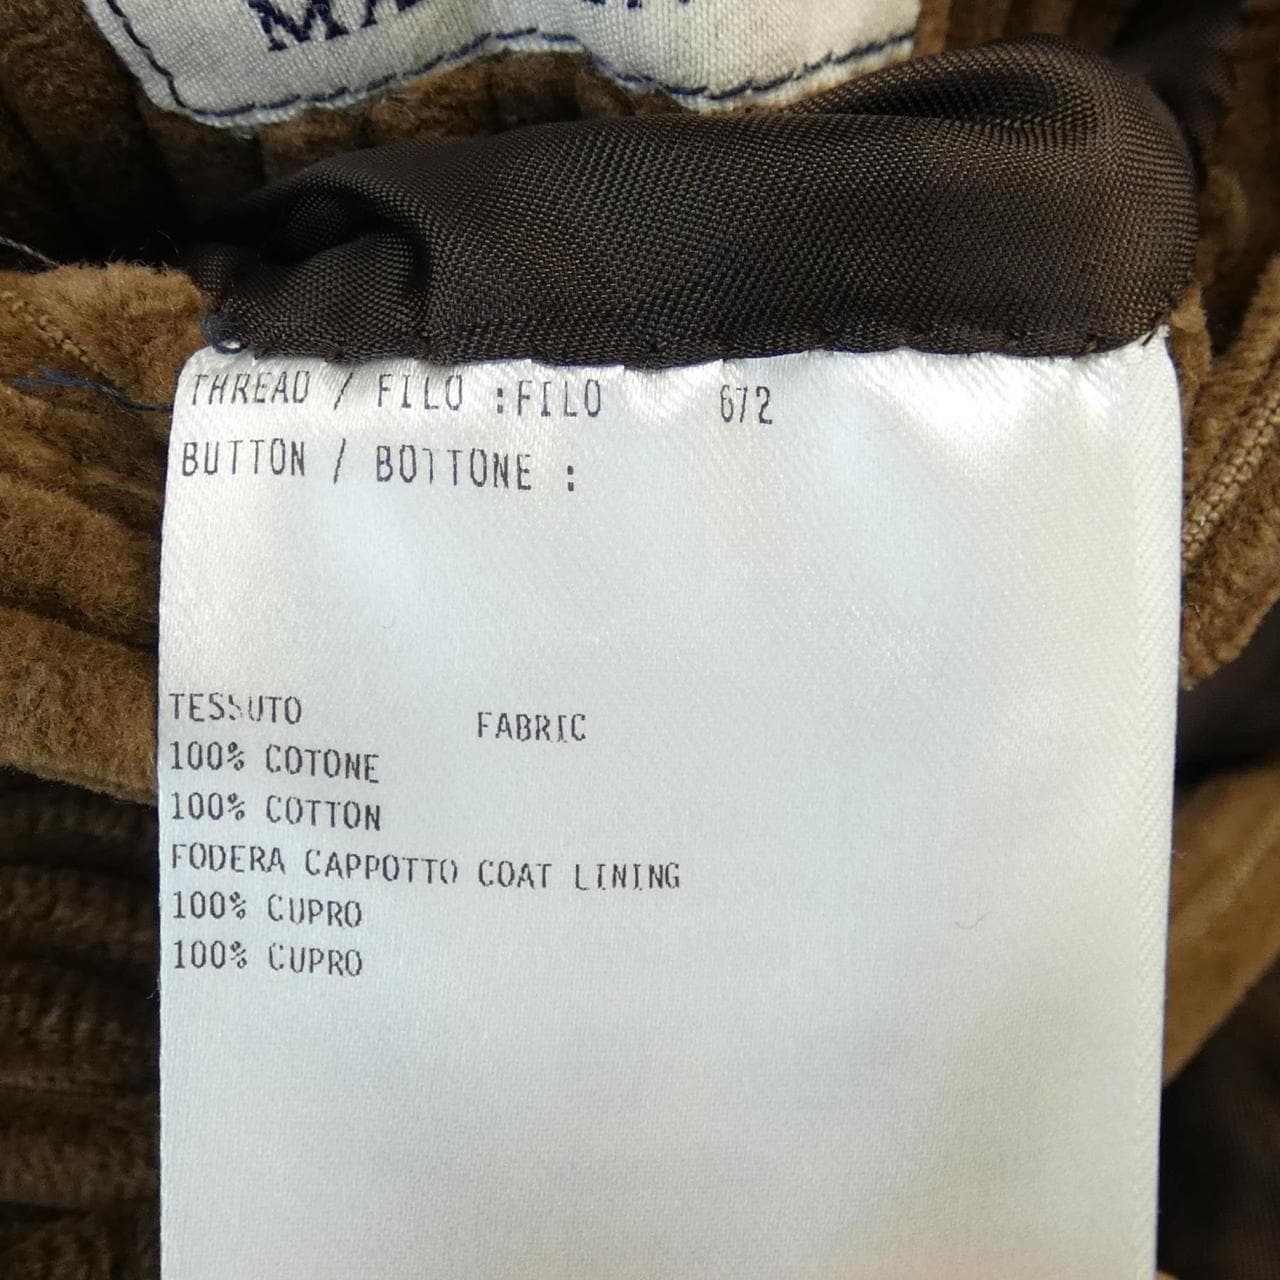 THREAD / FILO :FILO 672
BUTTON / BOTTONE :
TESSUTO FABRIC
100% COTONE
100% COTTON
FODERA CAPPOTTO COAT LINING
100% CUPRO
100% CUPRO